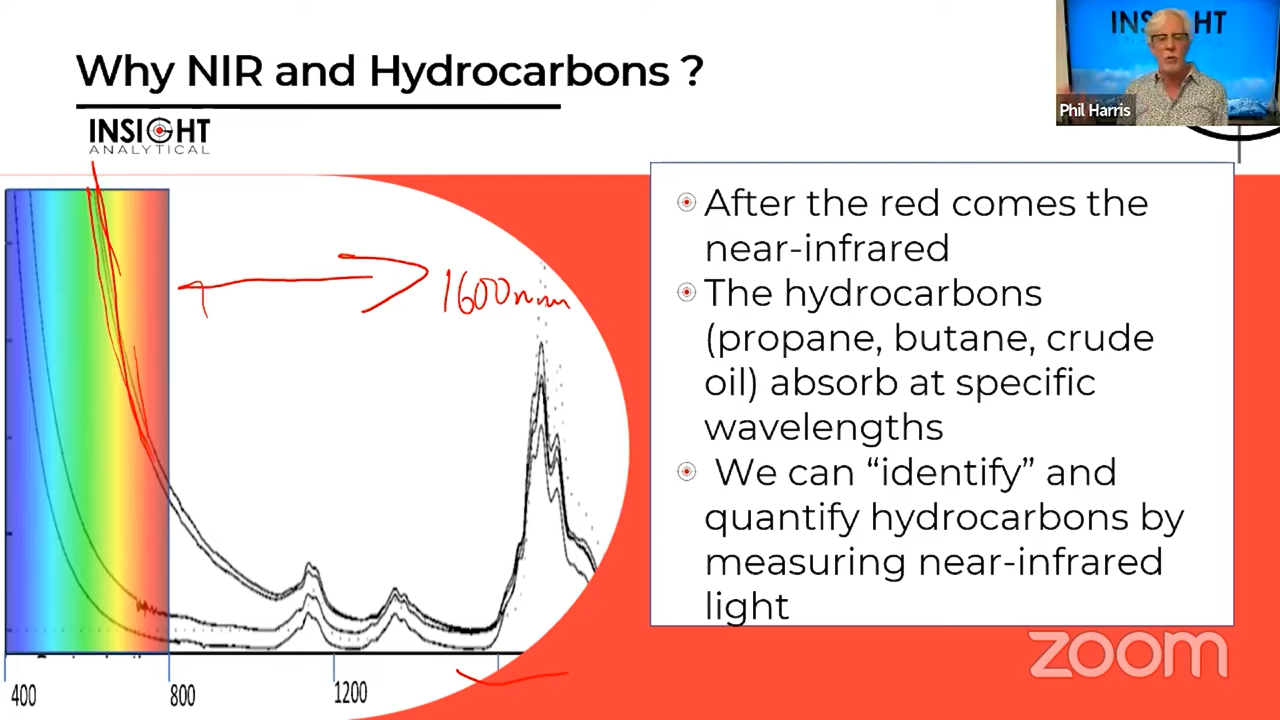 Why NIR and Hydrocarbons ?
INSIGHT
ANALYTICAL
INSIGHT
Phil Harris
1600nm
After the red comes the
near-infrared
The hydrocarbons
(propane, butane, crude
oil) absorb at specific
wavelengths
We can “identify” and
quantify hydrocarbons by
measuring near-infrared
light
400
800
1200
zoom